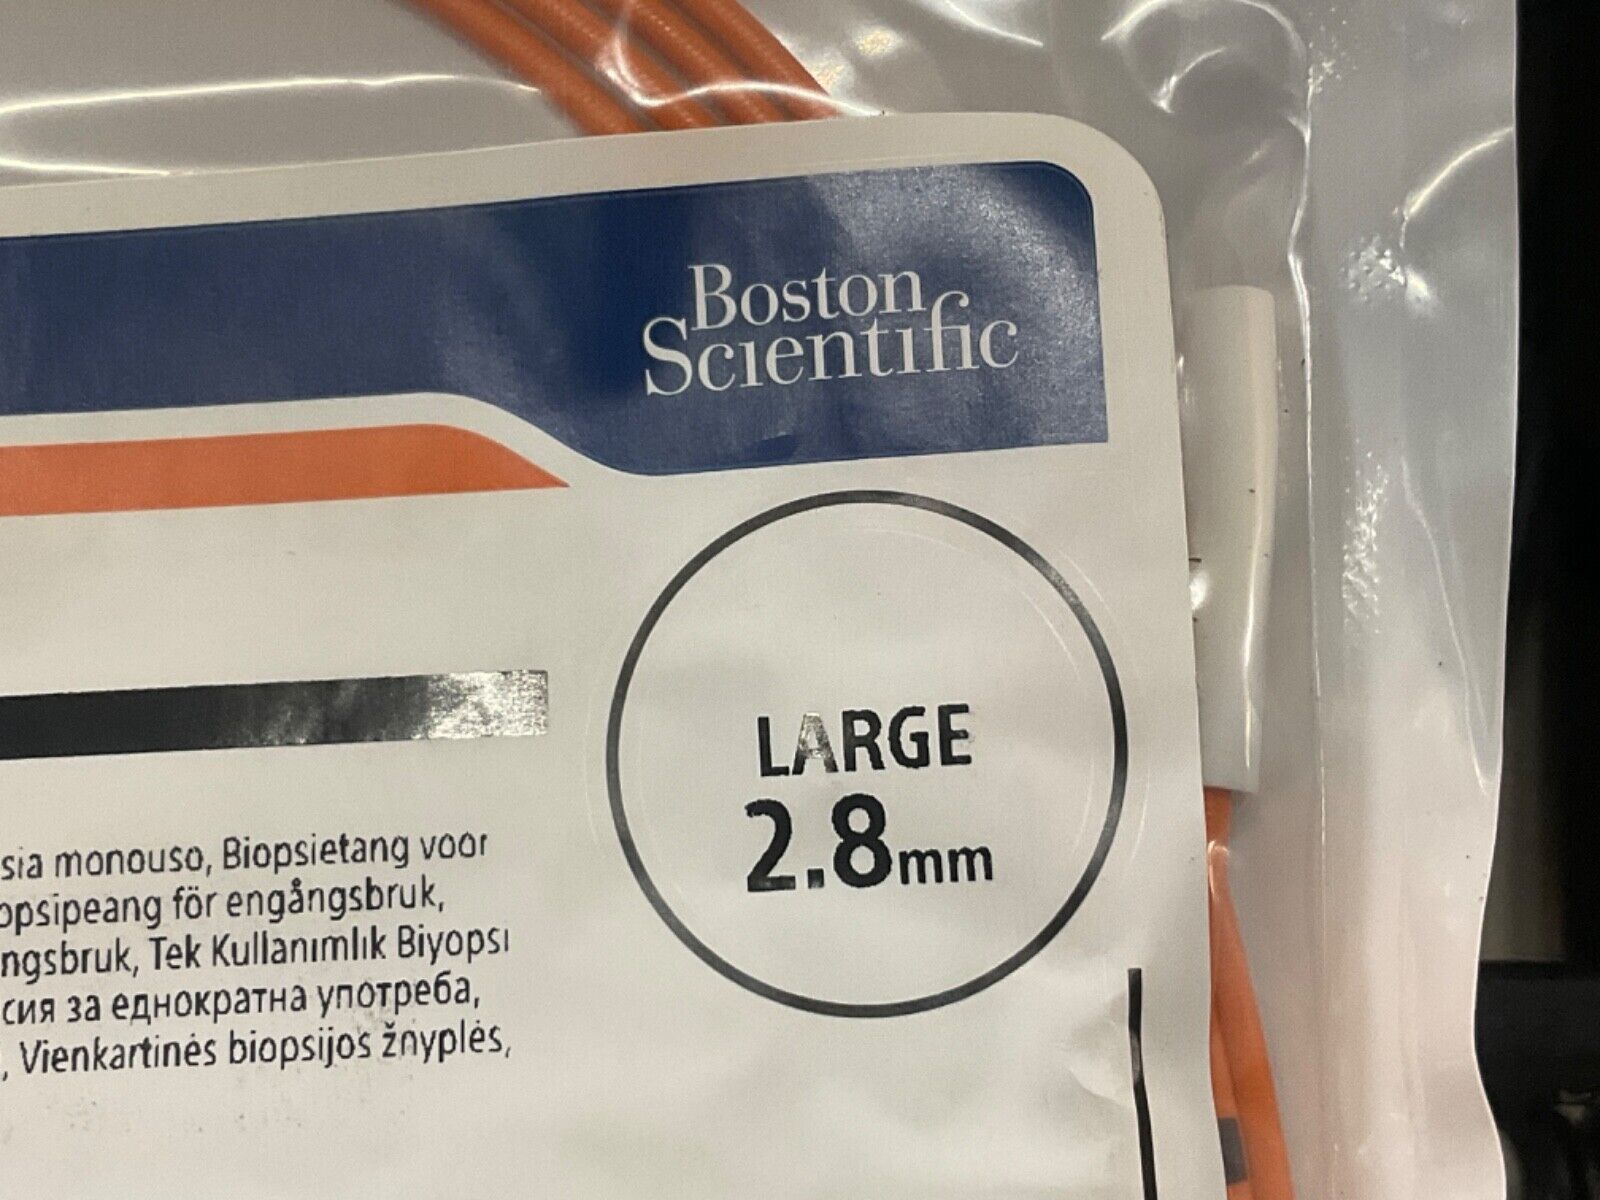 Boston
Scientific
LARGE
2.8mm
sia monouso, Biopsietang voor
opsipeang för engångsbruk,
ngsbruk, Tek Kullanımlık Biyopsi
сия за еднократна употреба,
, Vienkartinės biopsijos žnyplės,